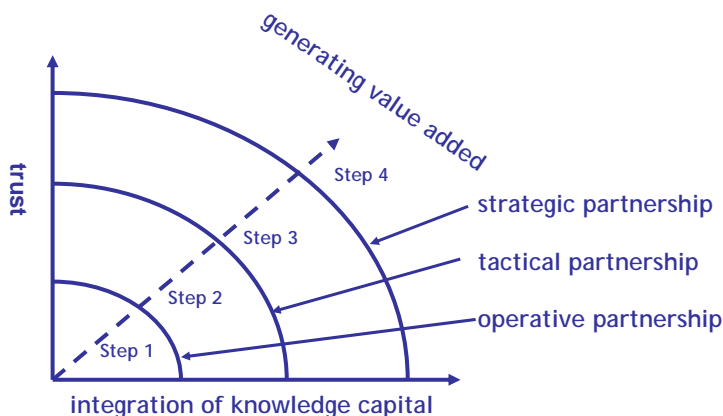 generating value added
trust
Step 4
strategic partnership
Step 3
tactical partnership
Step 2
operative partnership
Step 1
integration of knowledge capital